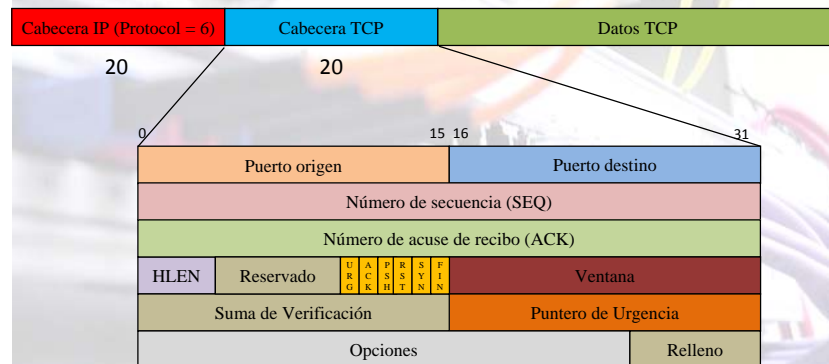 Cabecera IP (Protocol = 6) Cabecera TCP Datos TCP
20 20
0 15 16 31
Puerto origen Puerto destino
Número de secuencia (SEQ)
Número de acuse de recibo (ACK)
HLEN Reservado URG ACK PSH RST SYN FIN Ventana
Suma de Verificación Puntero de Urgencia
Opciones Relleno